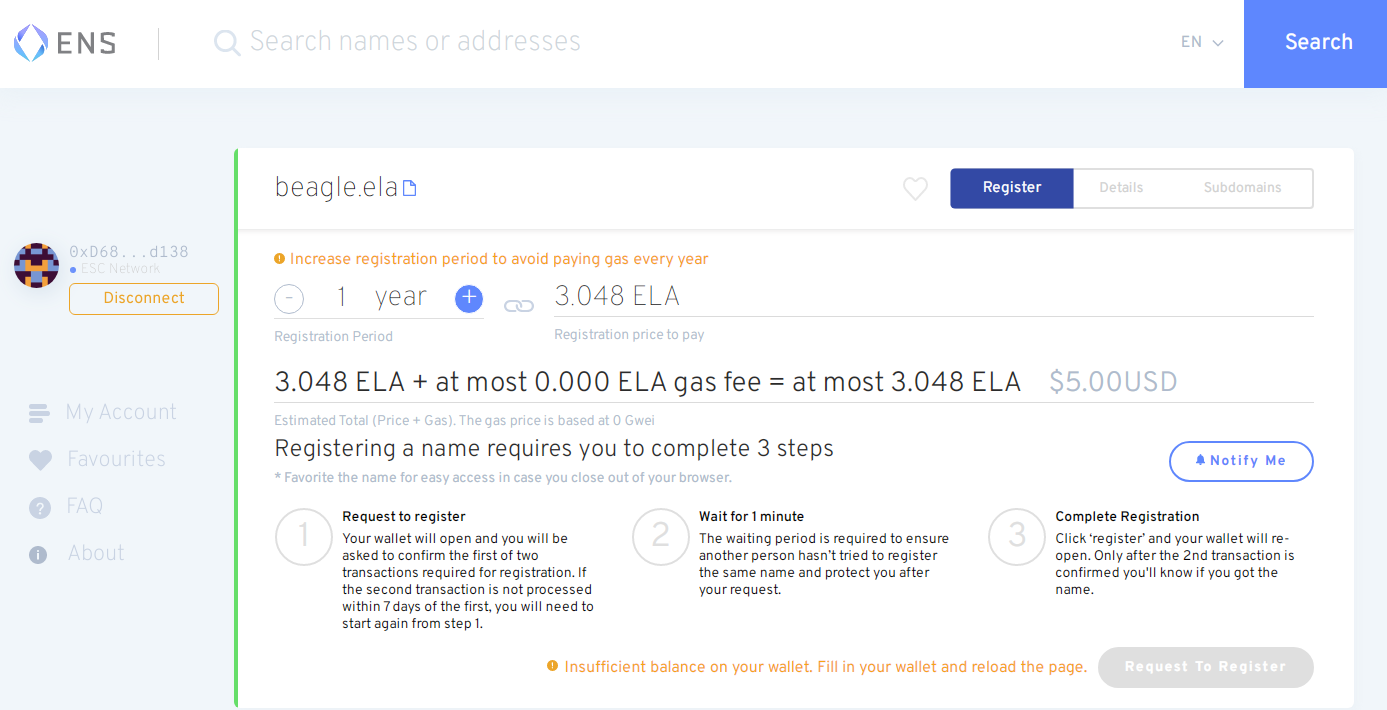 ENS
Search names or addresses
EN
Search
beagle.ela
Register
Details
Subdomains
0xD68...d138
ESC Network
Disconnect
My Account
Favourites
FAQ
About
Increase registration period to avoid paying gas every year
- 1 year +
3.048 ELA
Registration Period
Registration price to pay
3.048 ELA + at most 0.000 ELA gas fee = at most 3.048 ELA $5.00USD
Estimated Total (Price + Gas). The gas price is based at 0 Gwei
Registering a name requires you to complete 3 steps
* Favorite the name for easy access in case you close out of your browser.
Notify Me
1
Request to register
Your wallet will open and you will be
asked to confirm the first of two
transactions required for registration. If
the second transaction is not processed
within 7 days of the first, you will need to
start again from step 1.
2
Wait for 1 minute
The waiting period is required to ensure
another person hasn't tried to register
the same name and protect you after
your request.
3
Complete Registration
Click ‘register’ and your wallet will re-
open. Only after the 2nd transaction is
confirmed you'll know if you got the
name.
Insufficient balance on your wallet. Fill in your wallet and reload the page.
Request To Register